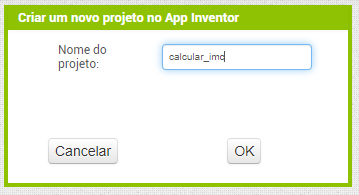 Criar um novo projeto no App Inventor
Nome do
projeto:
calcular_imc
Cancelar
OK